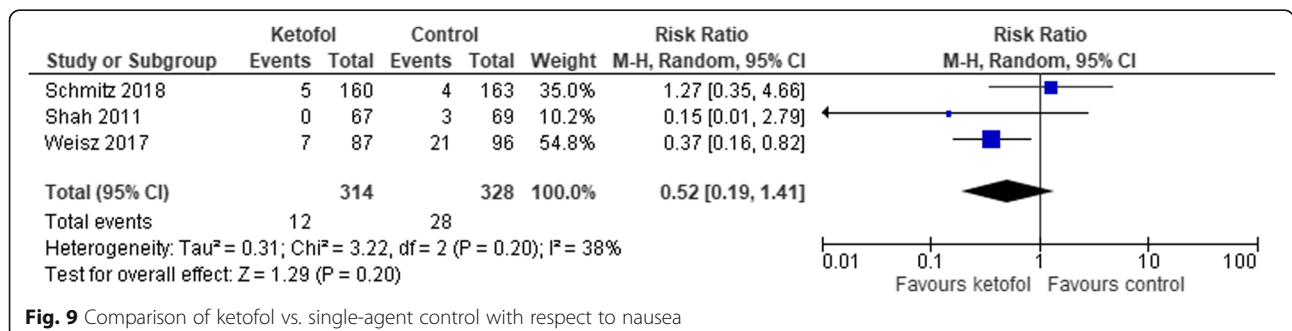 Ketofol Control Risk Ratio Risk Ratio
Study or Subgroup Events Total Events Total Weight M-H, Random, 95% CI M-H, Random, 95% CI
Schmitz 2018 5 160 4 163 35.0% 1.27 [0.35, 4.66]
Shah 2011 0 67 3 69 10.2% 0.15 [0.01, 2.79]
Weisz 2017 7 87 21 96 54.8% 0.37 [0.16, 0.82]
Total (95% CI) 314 328 100.0% 0.52 [0.19, 1.41]
Total events 12 28
Heterogeneity: Tau² = 0.31; Chi² = 3.22, df = 2 (P = 0.20); I² = 38%
Test for overall effect: Z = 1.29 (P = 0.20)
0.01 0.1 1 10 100
Favours ketofol Favours control
Fig. 9 Comparison of ketofol vs. single-agent control with respect to nausea